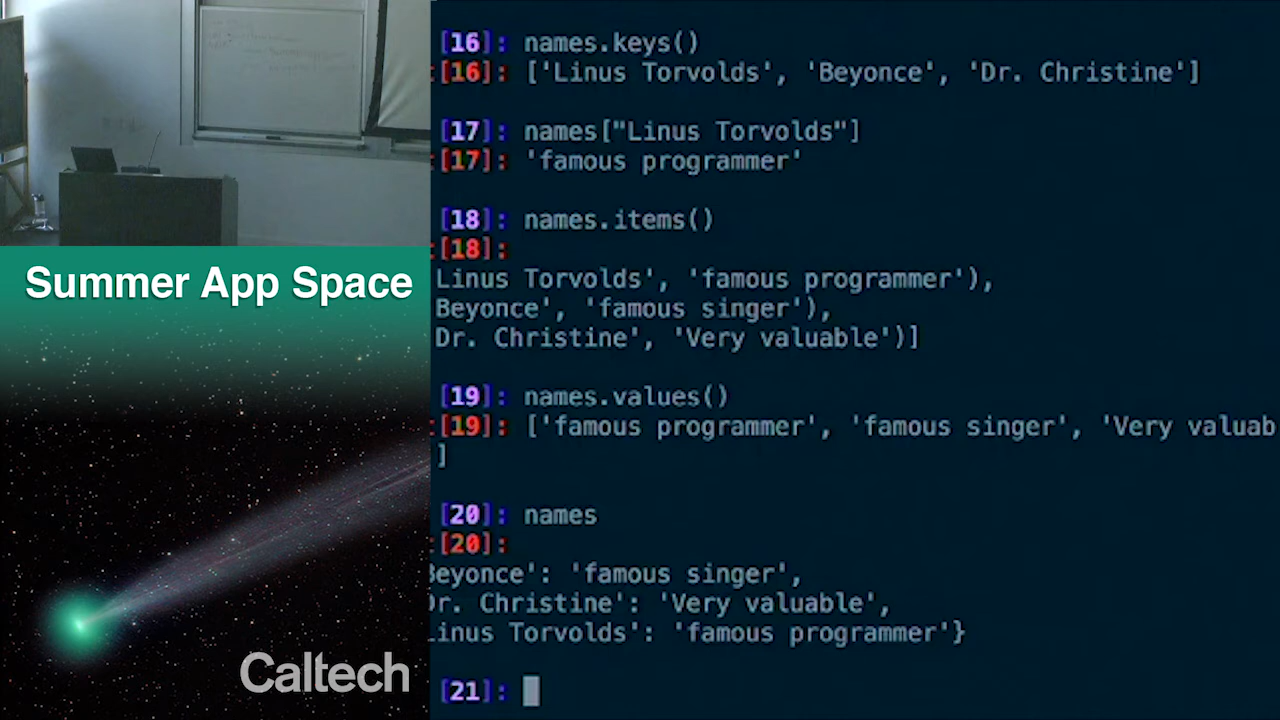 Summer App Space
Caltech
[16]: names.keys()
:[16]: ['Linus Torvolds', 'Beyonce', 'Dr. Christine']
[17]: names["Linus Torvolds"]
:[17]: 'famous programmer'
[18]: names.items()
:[18]:
Linus Torvolds', 'famous programmer'),
Beyonce', 'famous singer'),
Dr. Christine', 'Very valuable')]
[19]: names.values()
:[19]: ['famous programmer', 'famous singer', 'Very valuab
]
[20]: names
:[20]:
Beyonce': 'famous singer',
Dr. Christine': 'Very valuable',
Linus Torvolds': 'famous programmer'}
[21]: